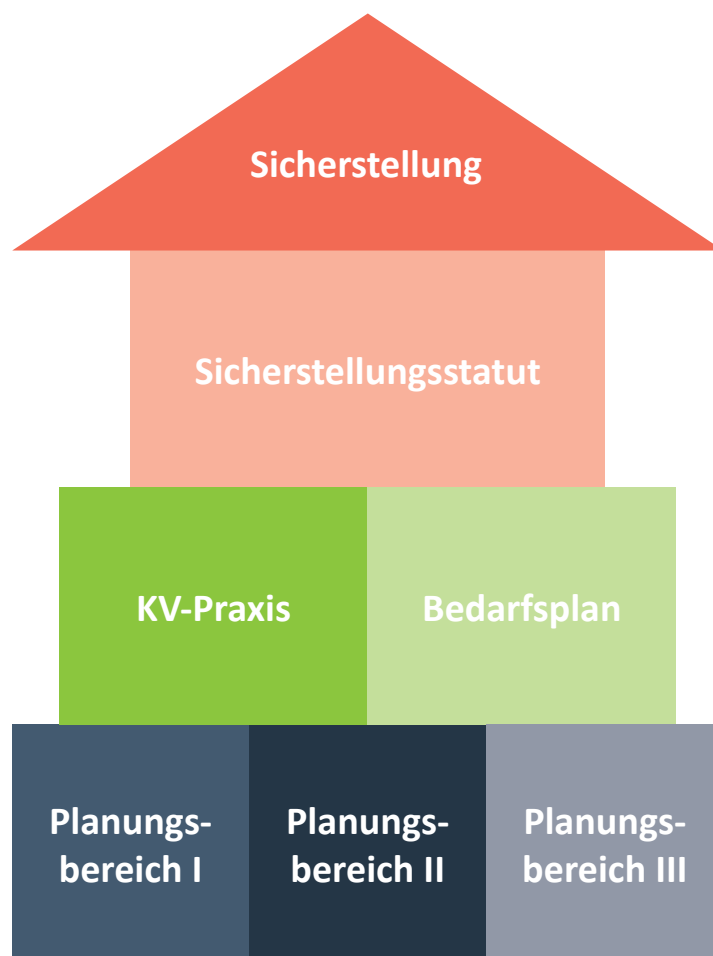 Sicherstellung
Sicherstellungsstatut
KV-Praxis
Bedarfsplan
Planungs-
bereich I
Planungs-
bereich II
Planungs-
bereich III